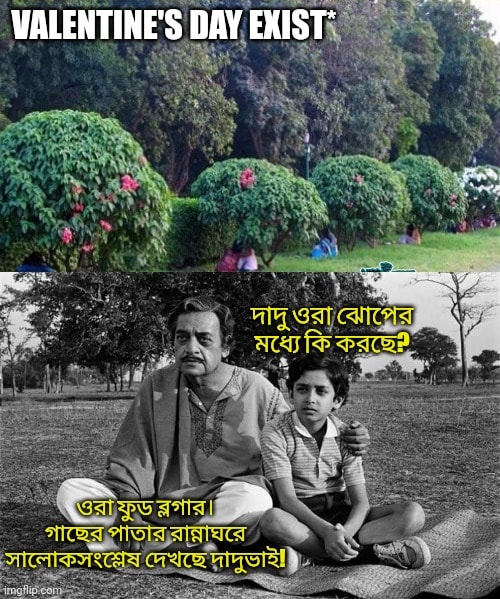 VALENTINE'S DAY EXIST*
দাদু ওরা ঝোপের
মধ্যে কি করছে?
ওরা ফুড ব্লগার।
গাছের পাতার রান্নাঘরে
সালোকসংশ্লেষ দেখছে দাদুভাই!
imgflip.com